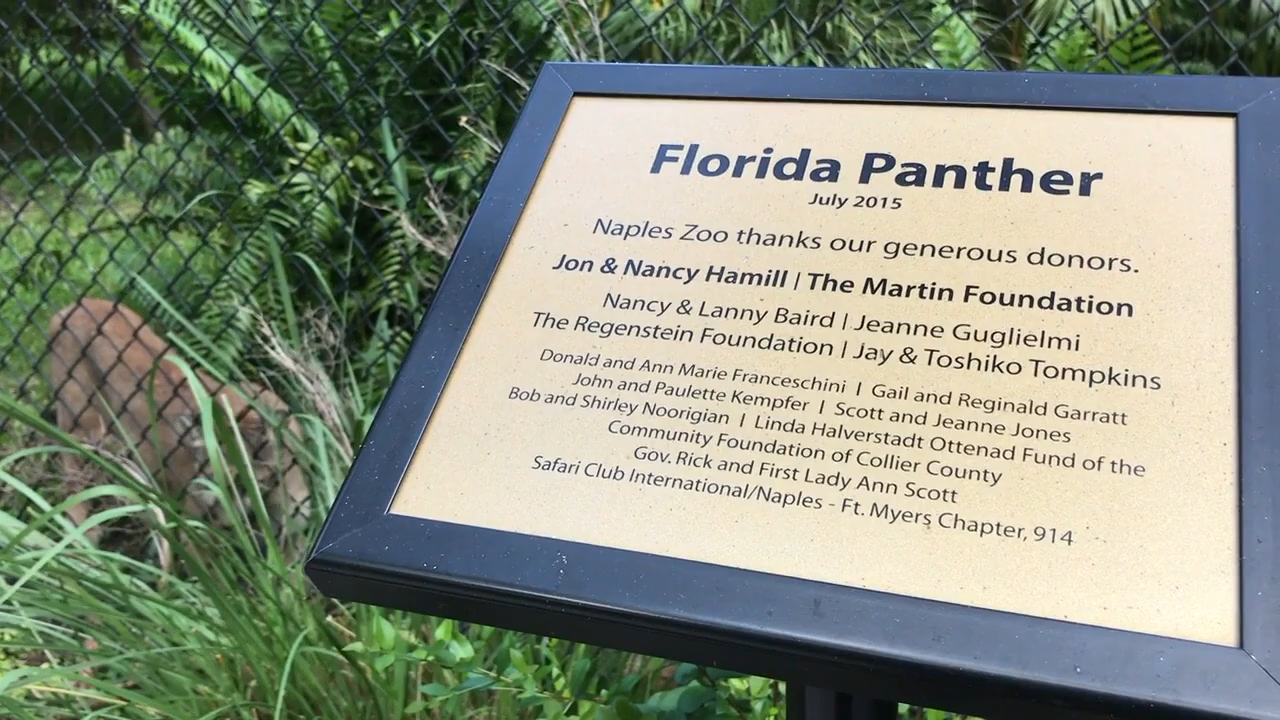 Florida Panther
July 2015
Naples Zoo thanks our generous donors.
Jon & Nancy Hamill | The Martin Foundation
Nancy & Lanny Baird | Jeanne Guglielmi
The Regenstein Foundation | Jay & Toshiko Tompkins
Donald and Ann Marie Franceschini | Gail and Reginald Garratt
John and Paulette Kempfer | Scott and Jeanne Jones
Bob and Shirley Noorigian | Linda Halverstadt Ottenad Fund of the
Community Foundation of Collier County
Gov. Rick and First Lady Ann Scott
Safari Club International/Naples - Ft. Myers Chapter, 914